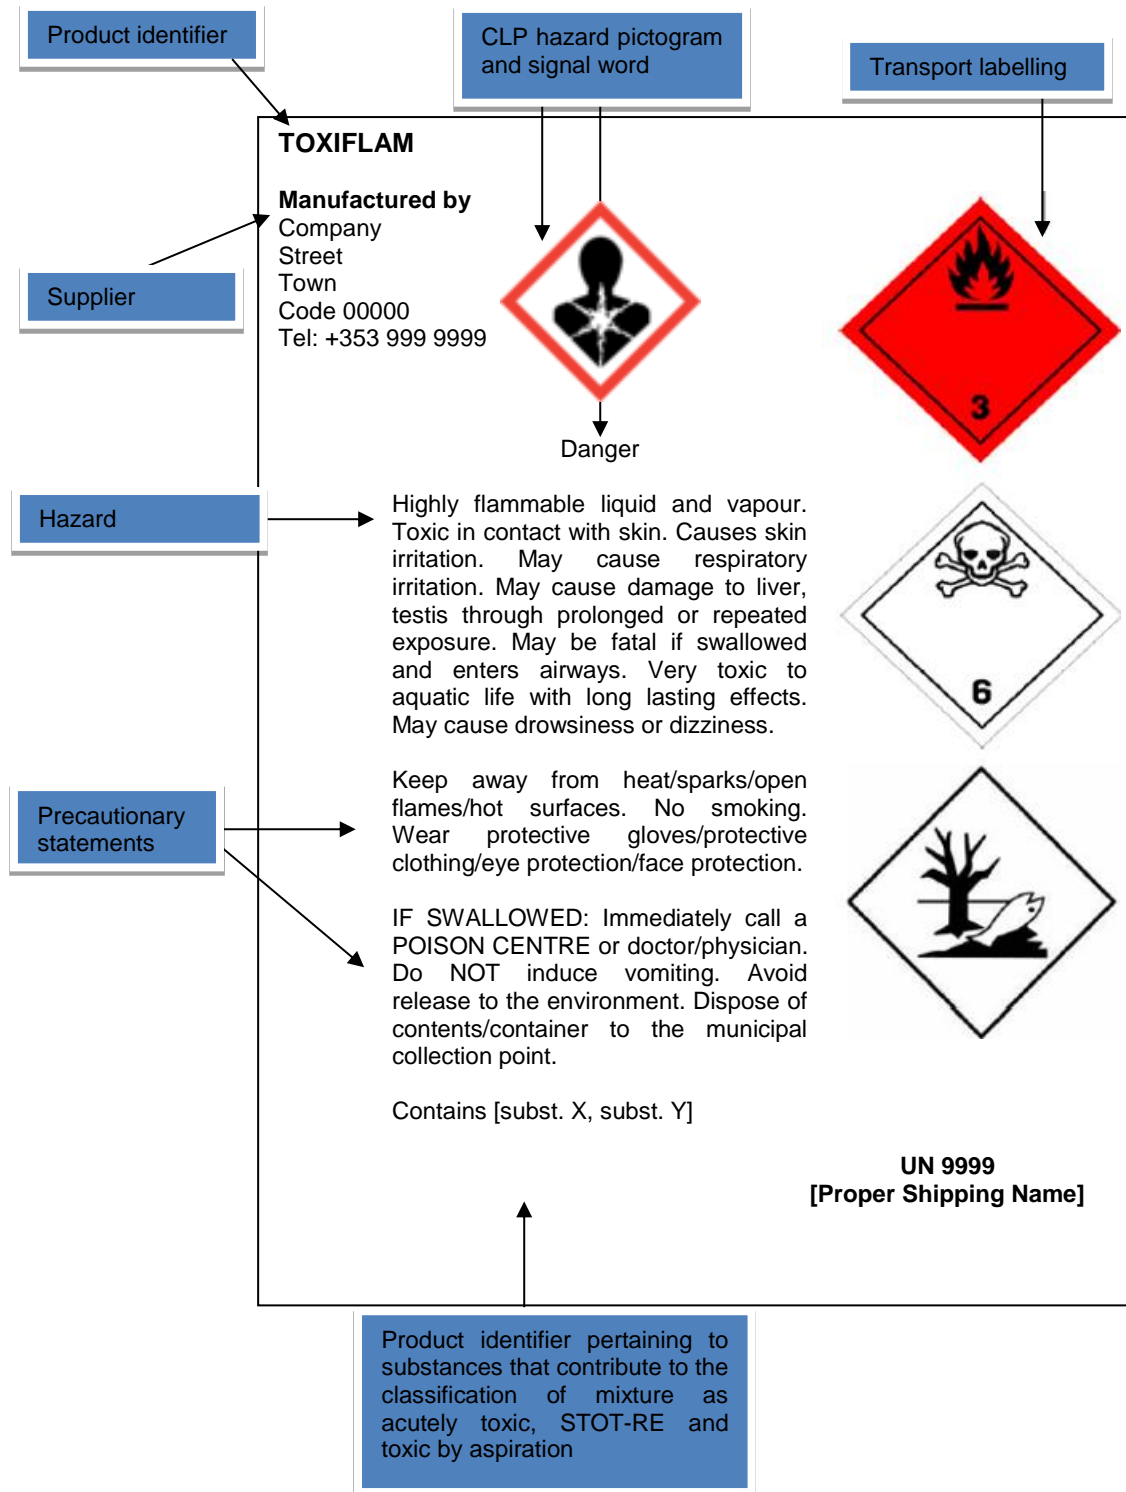 Product identifier
CLP hazard pictogram
and signal word
Transport labelling
TOXIFLAM
Manufactured by
Company
Street
Town
Code 00000
Tel: +353 999 9999
Supplier
3
Danger
Hazard
Highly flammable liquid and vapour.
Toxic in contact with skin. Causes skin
irritation. May cause respiratory
irritation. May cause damage to liver,
testis through prolonged or repeated
exposure. May be fatal if swallowed
and enters airways. Very toxic to
aquatic life with long lasting effects.
May cause drowsiness or dizziness.
6
Precautionary
statements
Keep away from heat/sparks/open
flames/hot surfaces. No smoking.
Wear protective gloves/protective
clothing/eye protection/face protection.
IF SWALLOWED: Immediately call a
POISON CENTRE or doctor/physician.
Do NOT induce vomiting. Avoid
release to the environment. Dispose of
contents/container to the municipal
collection point.
Contains [subst. X, subst. Y]
UN 9999
[Proper Shipping Name]
Product identifier pertaining to
substances that contribute to the
classification of mixture as
acutely toxic, STOT-RE and
toxic by aspiration